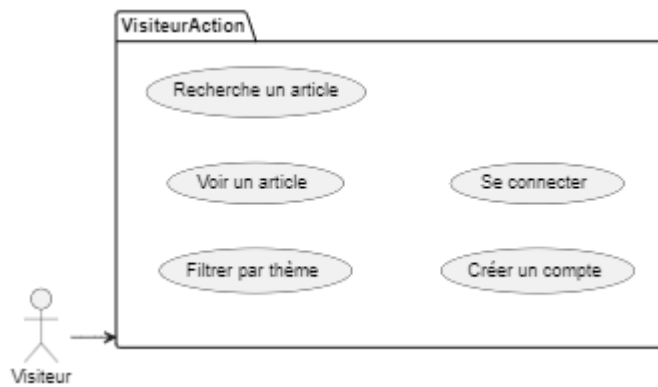 VisiteurAction
Recherche un article
Voir un article
Se connecter
Filtrer par thème
Créer un compte
Visiteur